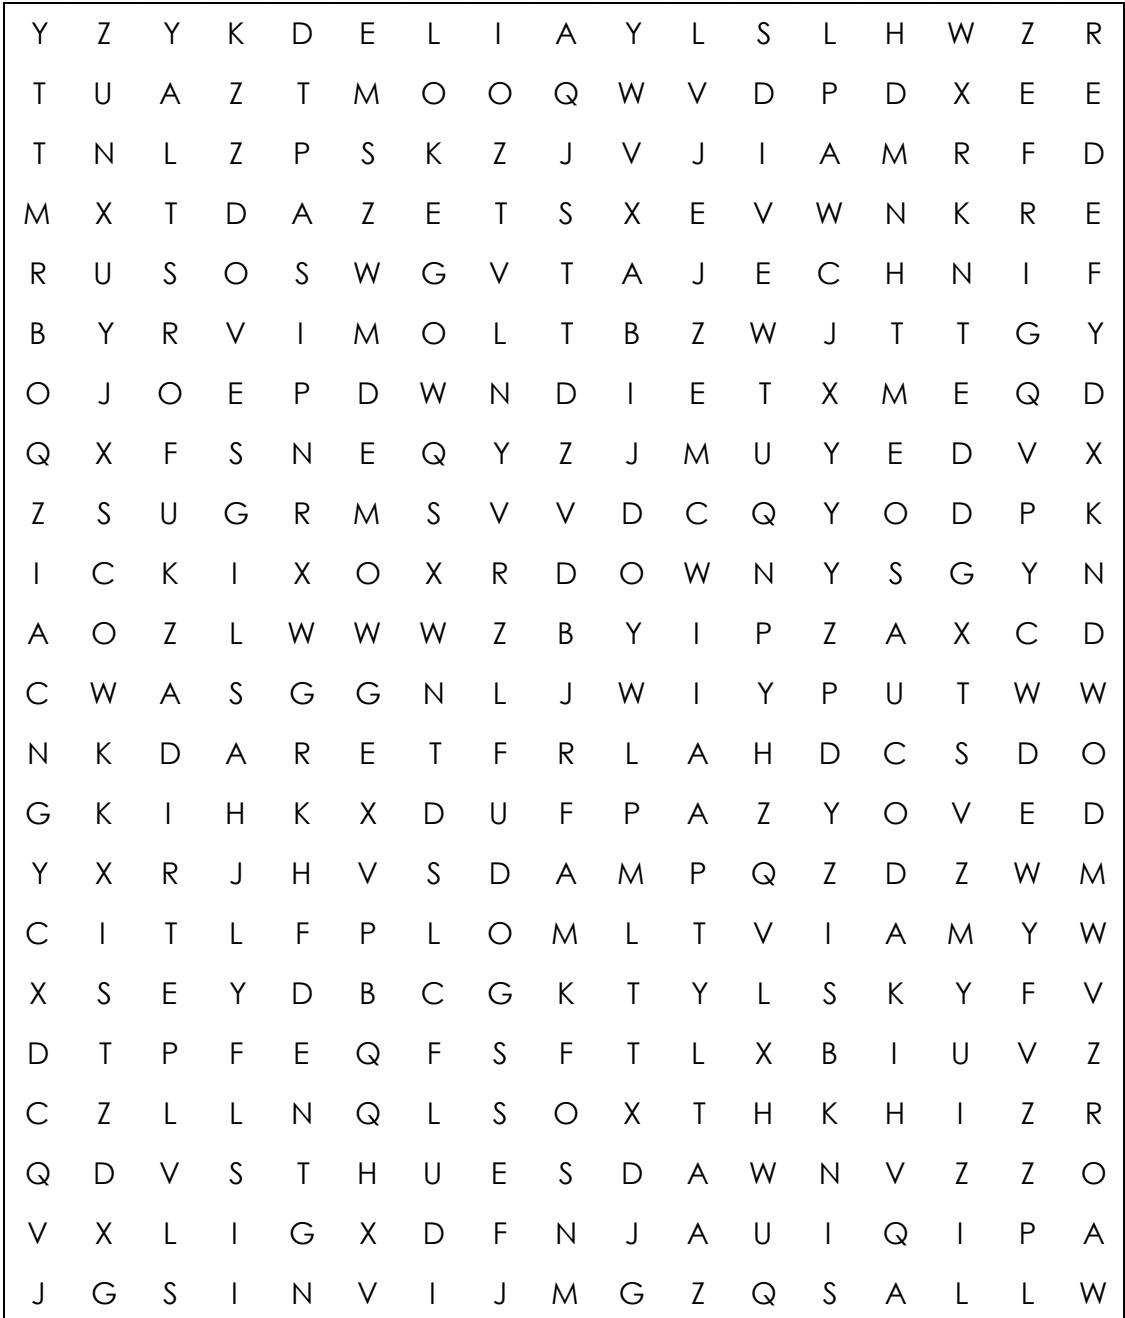 Y Z Y K D E L I A Y L S L H W Z R
T U A Z T M O O Q W V D P D X E E
T N L Z P S K Z J V J I A M R F D
M X T D A Z E T S X E V W N K R E
R U S O S W G V T A J E C H N I F
B Y R V I M O L T B Z W J T T G Y
O J O E P D W N D I E T X M E Q D
Q X F S N E Q Y Z J M U Y E D V X
Z S U G R M S V V D C Q Y O D P K
I C K I X O X R D O W N Y S G Y N
A O Z L W W W Z B Y I P Z A X C D
C W A S G G N L J W I Y P U T W W
N K D A R E T F R L A H D C S D O
G K I H K X D U F P A Z Y O V E D
Y X R J H V S D A M P Q Z D Z W M
C I T L F P L O M L T V I A M Y W
X S E Y D B C G K T Y L S K Y F V
D T P F E Q F S F T L X B I U V Z
C Z L L N Q L S O X T H K H I Z R
Q D V S T H U E S D A W N V Z Z O
V X L I G X D F N J A U I Q I P A
J G S I N V I J M G Z Q S A L L W